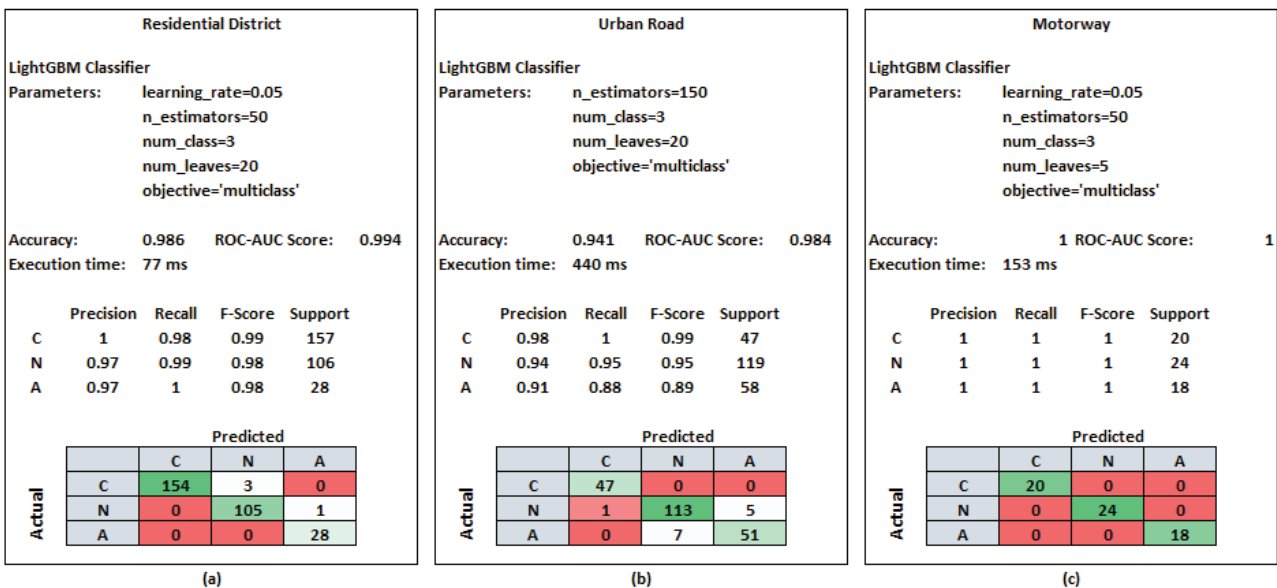 Residential District
LightGBM Classifier
Parameters: learning_rate=0.05
n_estimators=50
num_class=3
num_leaves=20
objective='multiclass'
Accuracy: 0.986 ROC-AUC Score: 0.994
Execution time: 77 ms
Precision Recall F-Score Support
C 1 0.98 0.99 157
N 0.97 0.99 0.98 106
A 0.97 1 0.98 28
Predicted
C N A
Actual
C 154 3 0
N 0 105 1
A 0 0 28
(a)
Urban Road
LightGBM Classifier
Parameters: n_estimators=150
num_class=3
num_leaves=20
objective='multiclass'
Accuracy: 0.941 ROC-AUC Score: 0.984
Execution time: 440 ms
Precision Recall F-Score Support
C 0.98 1 0.99 47
N 0.94 0.95 0.95 119
A 0.91 0.88 0.89 58
Predicted
C N A
Actual
C 47 0 0
N 1 113 5
A 0 7 51
(b)
Motorway
LightGBM Classifier
Parameters: learning_rate=0.05
n_estimators=50
num_class=3
num_leaves=5
objective='multiclass'
Accuracy: 1 ROC-AUC Score: 1
Execution time: 153 ms
Precision Recall F-Score Support
C 1 1 1 20
N 1 1 1 24
A 1 1 1 18
Predicted
C N A
Actual
C 20 0 0
N 0 24 0
A 0 0 18
(c)